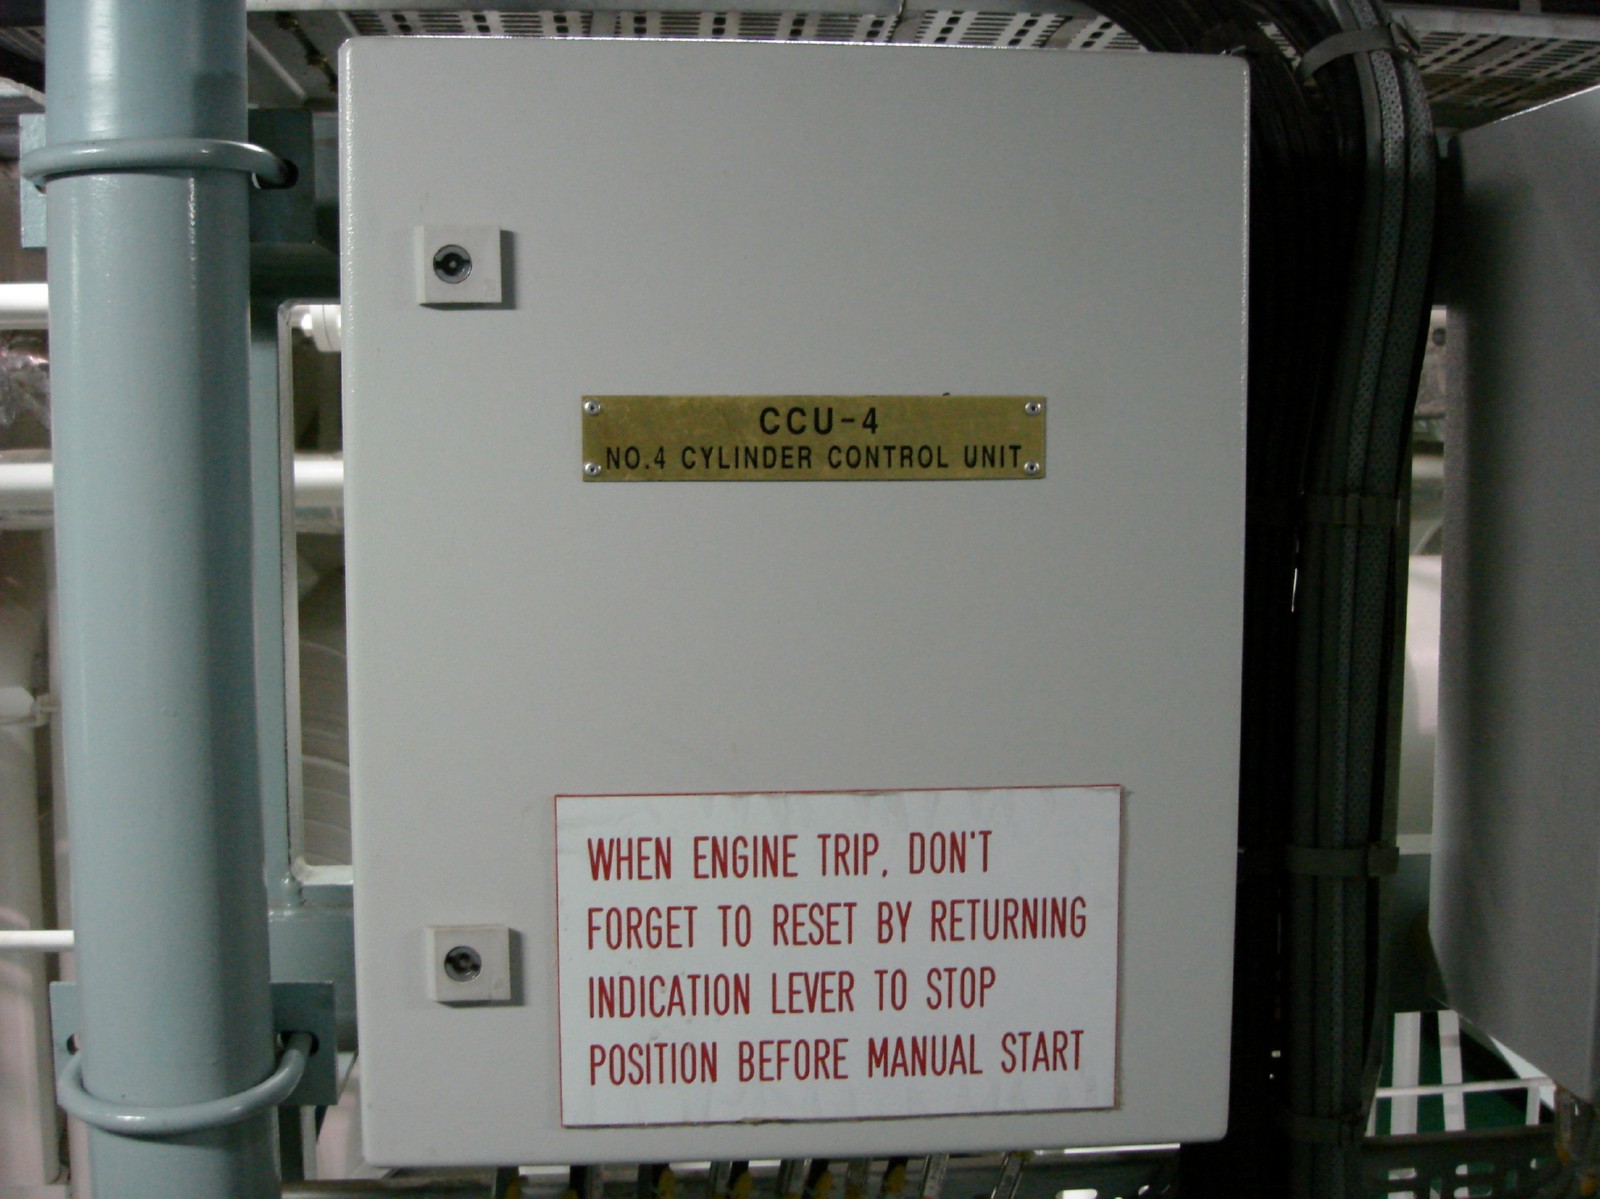 CCU-4
NO.4 CYLINDER CONTROL UNIT
WHEN ENGINE TRIP, DON'T
FORGET TO RESET BY RETURNING
INDICATION LEVER TO STOP
POSITION BEFORE MANUAL START